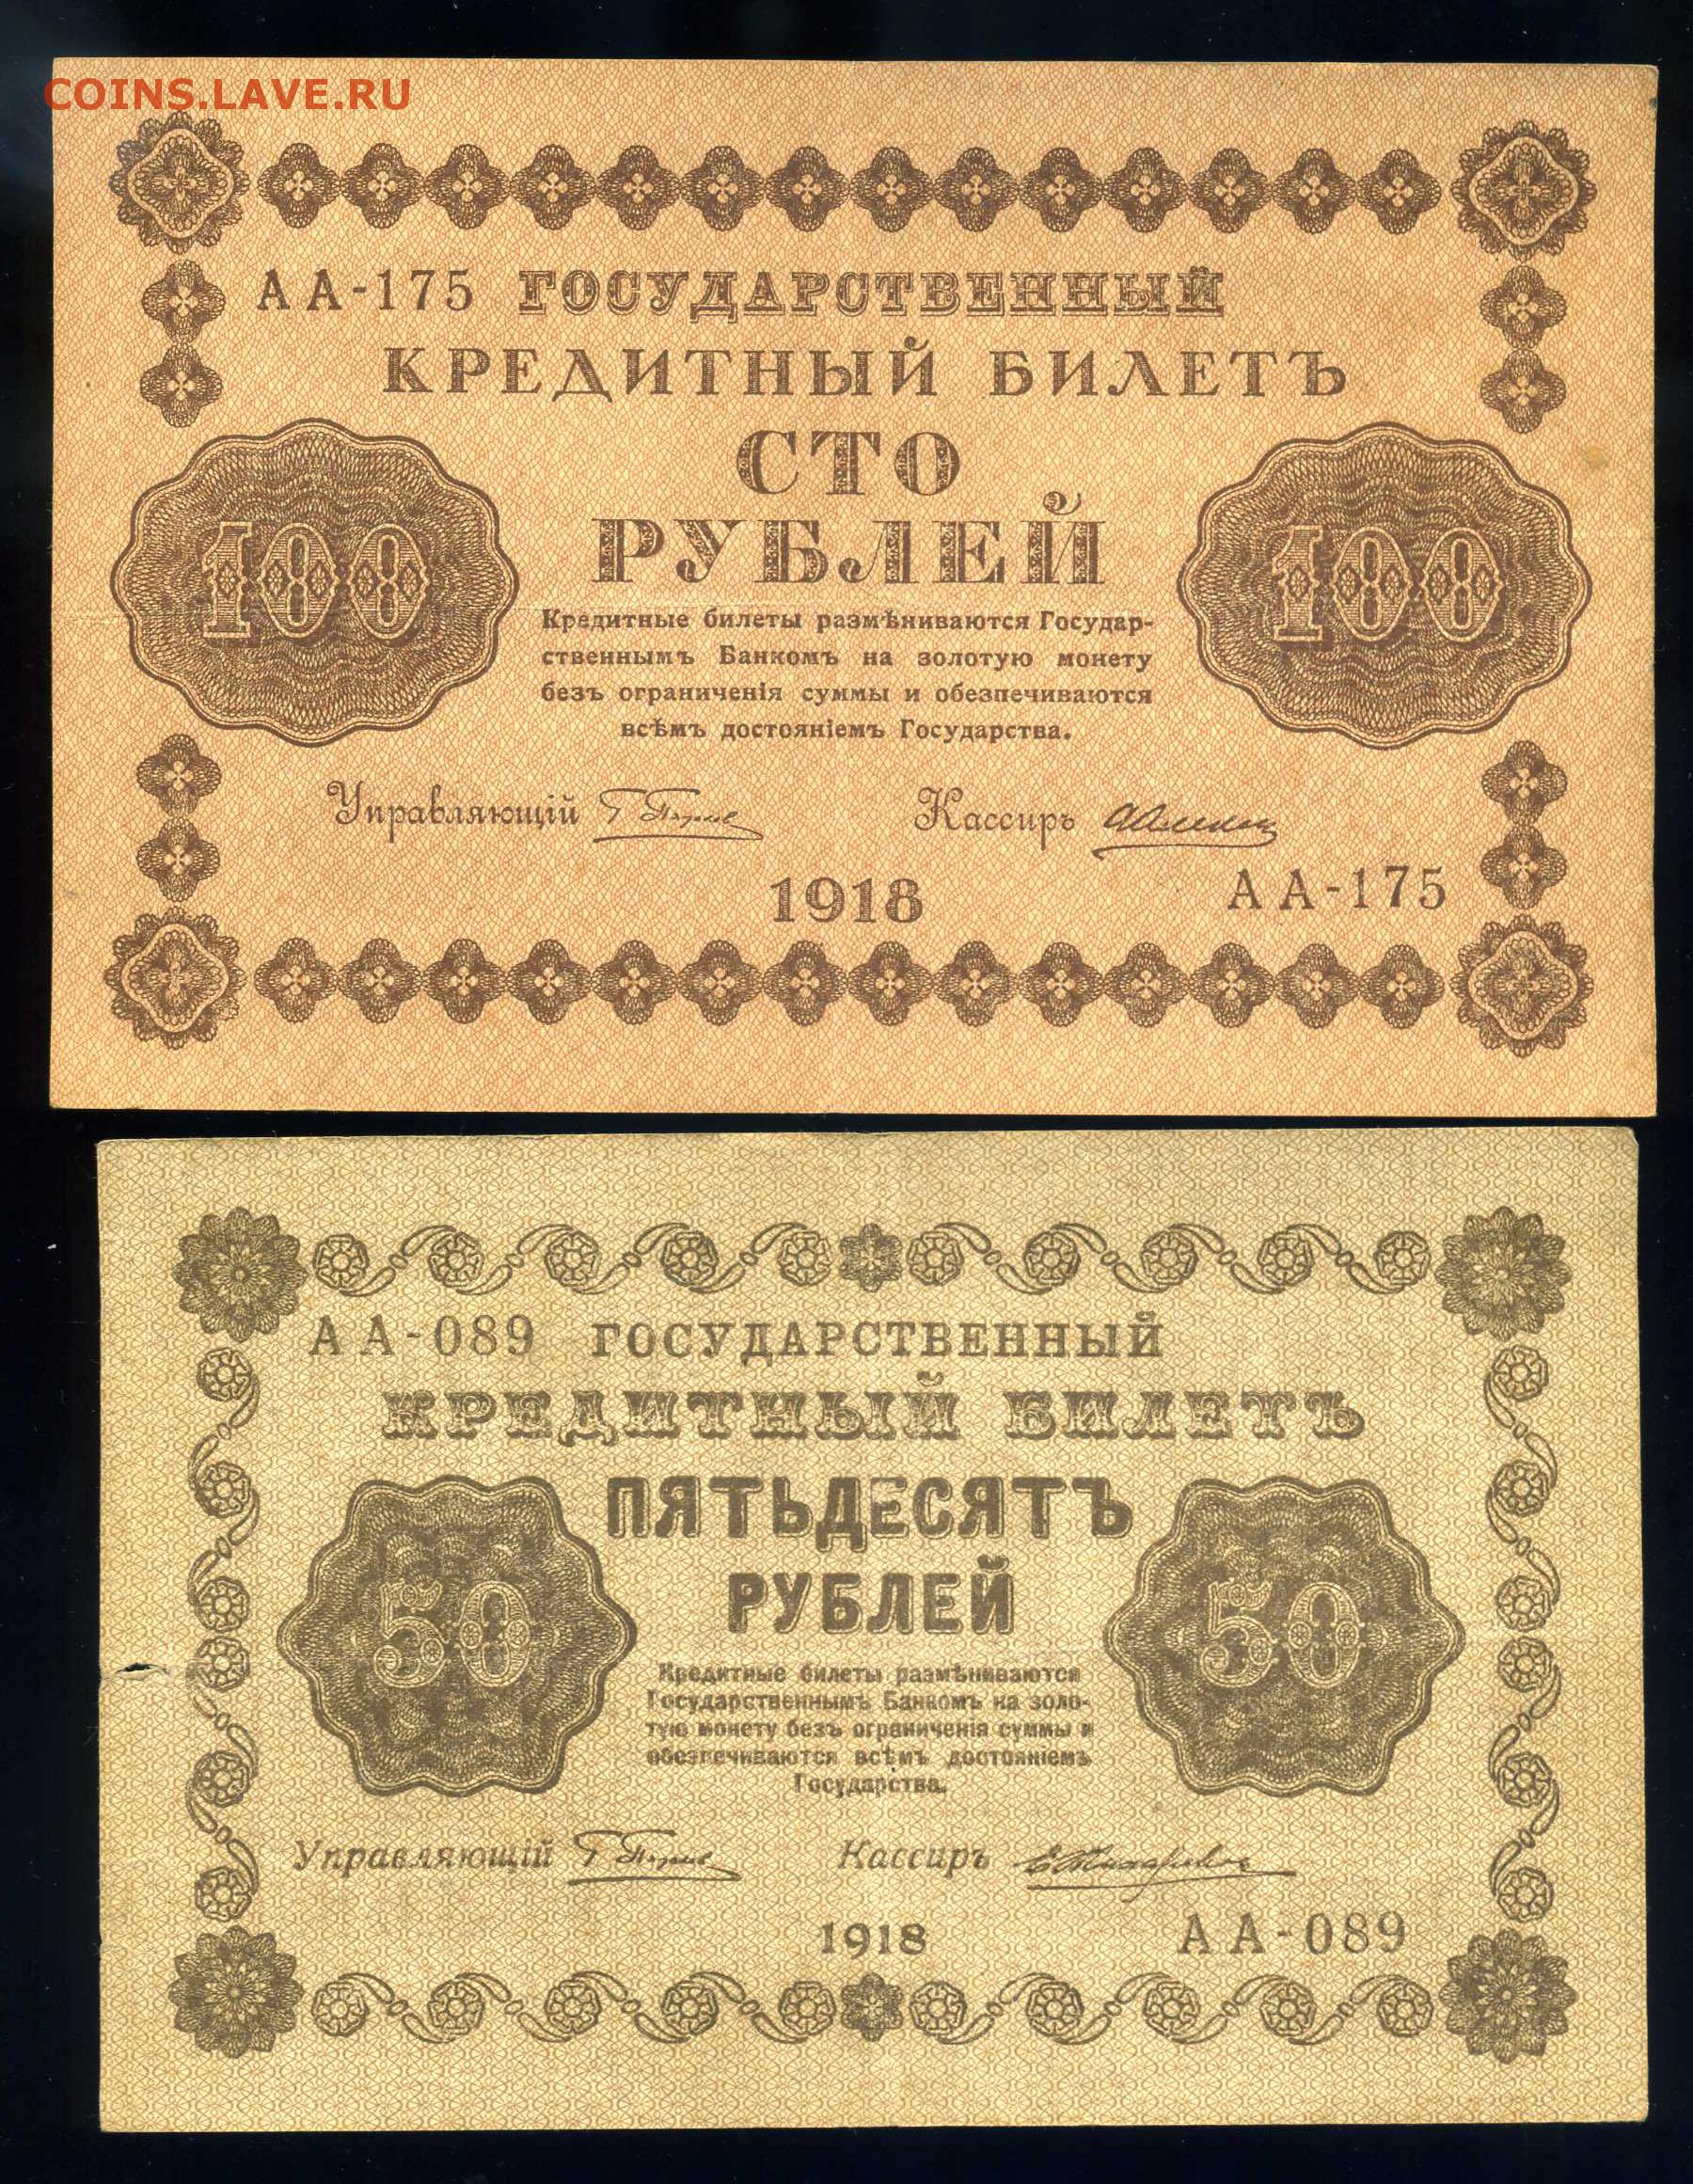 COINS.LAVE.RU
АА-175 ГОСУДАРСТВЕННЫЙ
КРЕДИТНЫЙ БИЛЕТЪ
СТО
РУБЛЕЙ
100
100
Кредитные билеты размѣниваются Государ-
ственнымъ Банкомъ на золотую монету
безъ ограниченія суммы и обезпечиваются
всѣмъ достояніемъ Государства.
Управляющій
Кассиръ
1918
АА-175
АА-089 ГОСУДАРСТВЕННЫЙ
КРЕДИТНЫЙ БИЛЕТЪ
ПЯТЬДЕСЯТЪ
РУБЛЕЙ
50
50
Кредитные билеты размѣниваются
Государственнымъ Банкомъ на золо-
тую монету безъ ограниченія суммы и
обезпечиваются всѣмъ достояніемъ
Государства.
Управляющій
Кассиръ
1918
АА-089